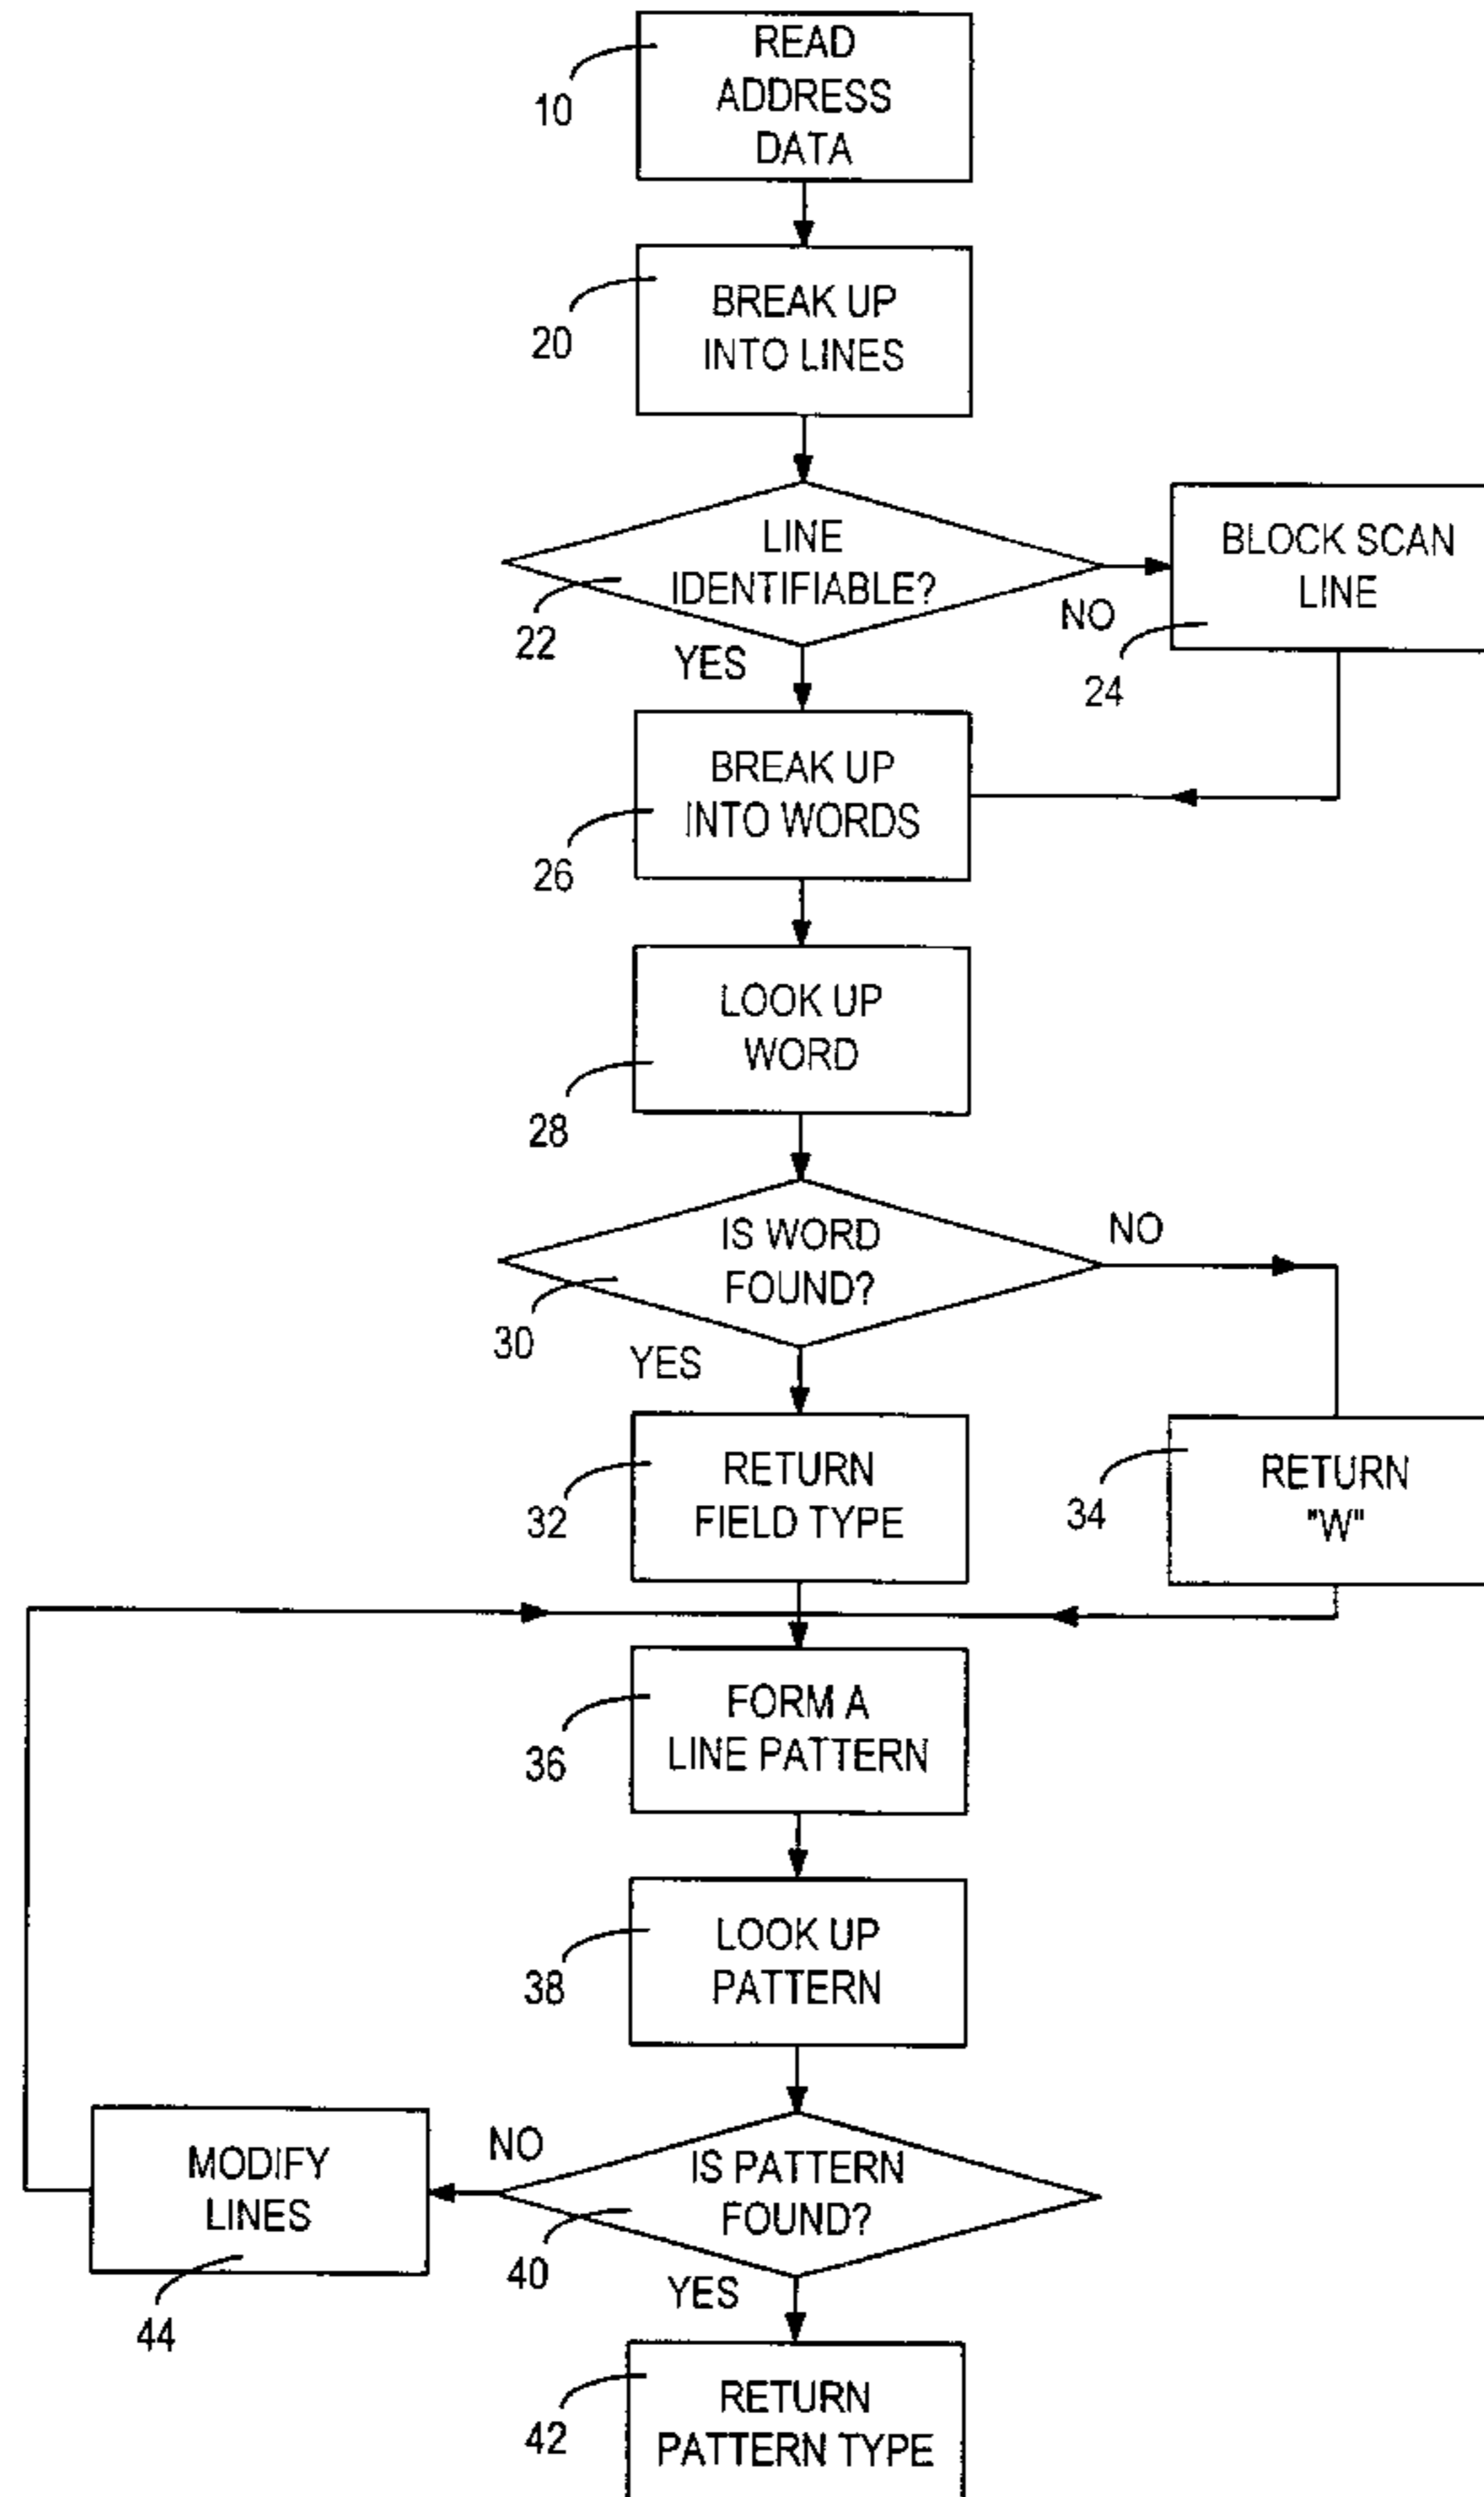 READ
ADDRESS
DATA
10
BREAK UP
INTO LINES
20
LINE
IDENTIFIABLE?
22
NO
YES
BLOCK SCAN
LINE
24
BREAK UP
INTO WORDS
26
LOOK UP
WORD
28
IS WORD
FOUND?
30
NO
YES
RETURN
FIELD TYPE
32
RETURN
"W"
34
FORM A
LINE PATTERN
36
LOOK UP
PATTERN
38
IS PATTERN
FOUND?
40
NO
YES
MODIFY
LINES
44
RETURN
PATTERN TYPE
42